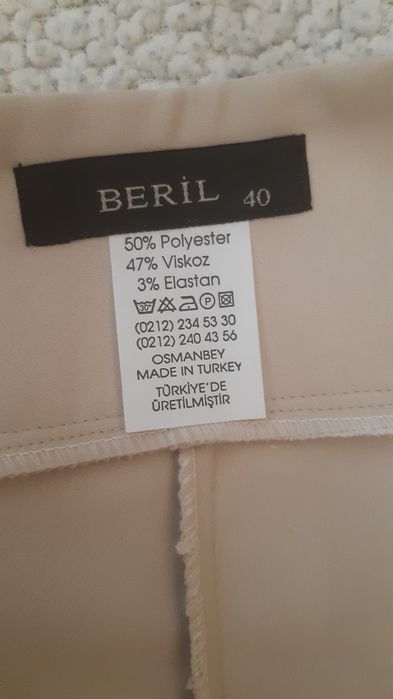 BERİL 40
50% Polyester
47% Viskoz
3% Elastan
30° P
(0212) 234 53 30
(0212) 240 43 56
OSMANBEY
MADE IN TURKEY
TÜRKİYE'DE
ÜRETİLMİŞTİR